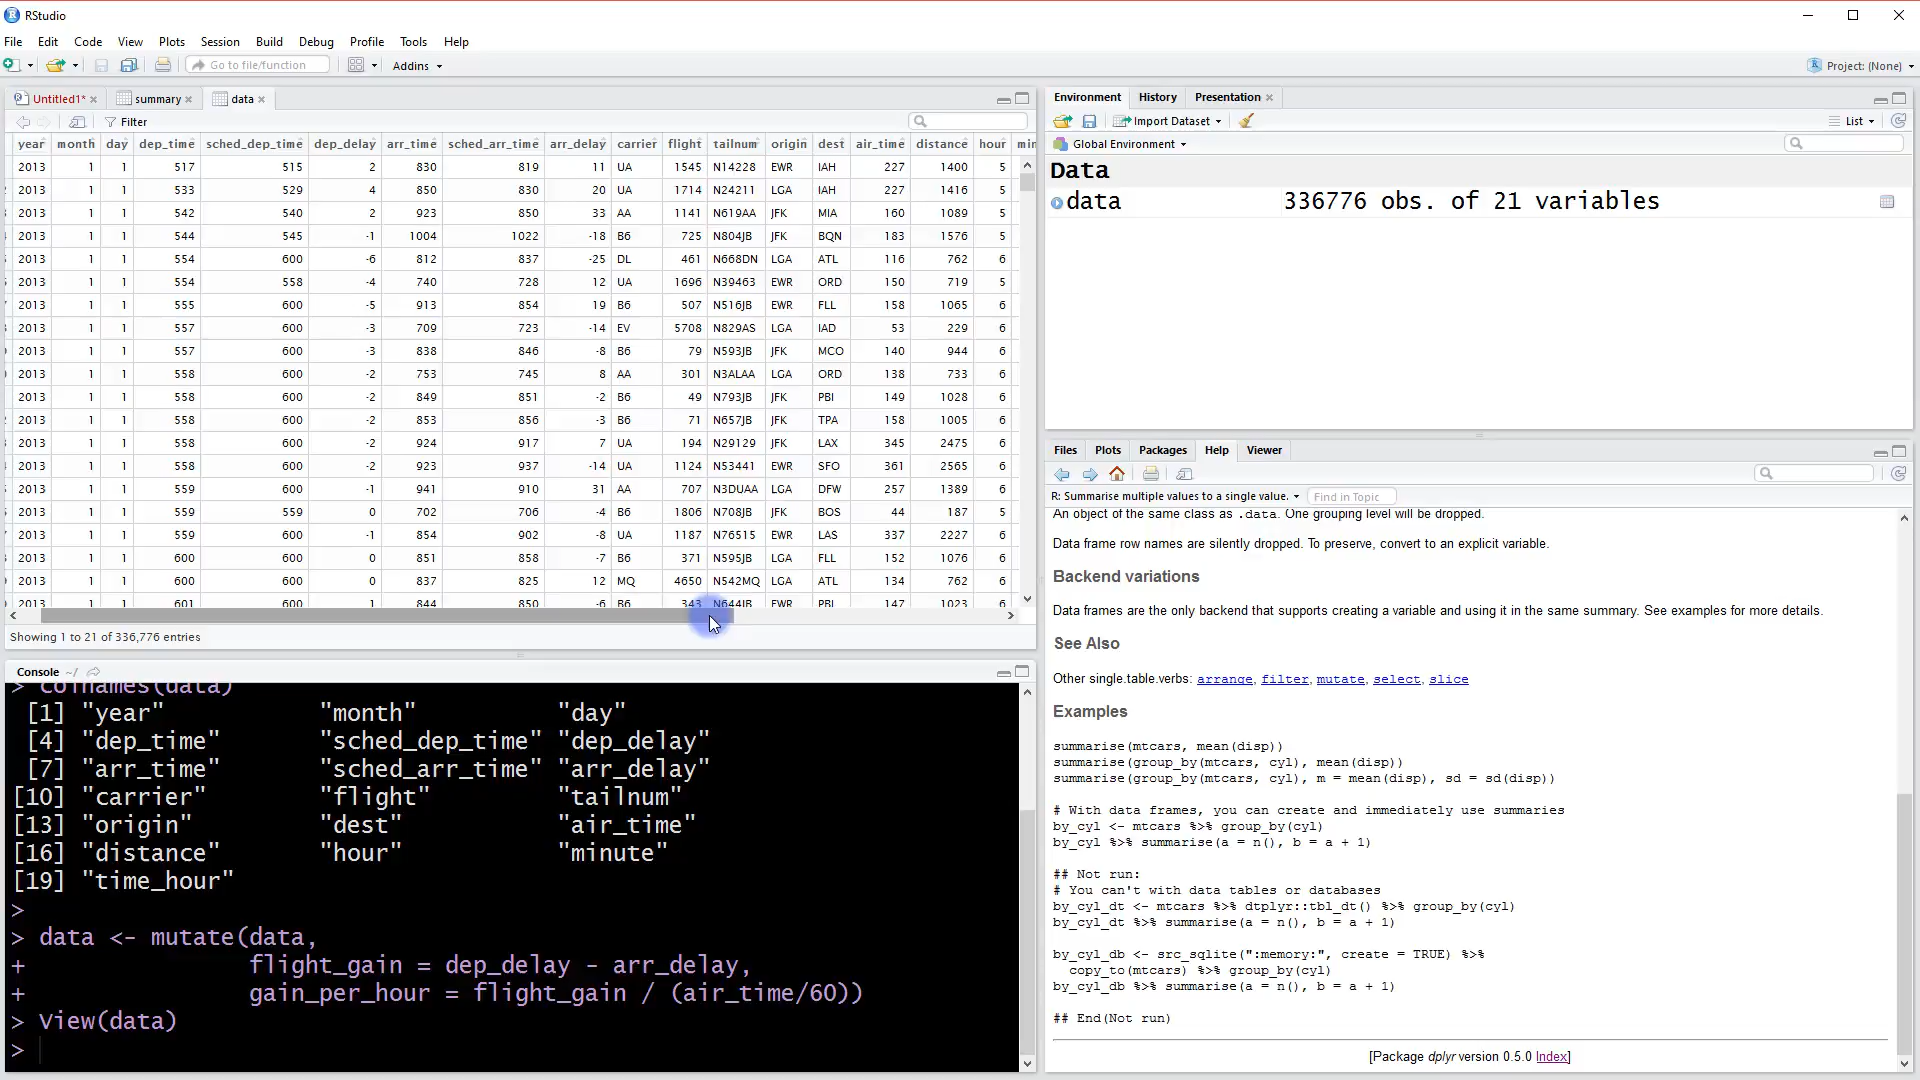 RStudio
File Edit Code View Plots Session Build Debug Profile Tools Help
Go to file/function Addins Project: (None)
Untitled1* summary data
Filter
year month day dep_time sched_dep_time dep_delay arr_time sched_arr_time arr_delay carrier flight tailnum origin dest air_time distance hour
2013 1 1 517 515 2 830 819 11 UA 1545 N14228 EWR IAH 227 1400 5
2013 1 1 533 529 4 850 830 20 UA 1714 N24211 LGA IAH 227 1416 5
2013 1 1 542 540 2 923 850 33 AA 1141 N619AA JFK MIA 160 1089 5
2013 1 1 544 545 -1 1004 1022 -18 B6 725 N804JB JFK BQN 183 1576 5
2013 1 1 554 600 -6 812 837 -25 DL 461 N668DN LGA ATL 116 762 6
2013 1 1 554 558 -4 740 728 12 UA 1696 N39463 EWR ORD 150 719 5
2013 1 1 555 600 -5 913 854 19 B6 507 N516JB EWR FLL 158 1065 6
2013 1 1 557 600 -3 709 723 -14 EV 5708 N829AS LGA IAD 53 229 6
2013 1 1 557 600 -3 838 846 -8 B6 79 N593JB JFK MCO 140 944 6
2013 1 1 558 600 -2 753 745 8 AA 301 N3ALAA LGA ORD 138 733 6
2013 1 1 558 600 -2 849 851 -2 B6 49 N793JB JFK PBI 149 1028 6
2013 1 1 558 600 -2 853 856 -3 B6 71 N657JB JFK TPA 158 1005 6
2013 1 1 558 600 -2 924 917 7 UA 194 N29129 JFK LAX 345 2475 6
2013 1 1 558 600 -2 923 937 -14 UA 1124 N53441 EWR SFO 361 2565 6
2013 1 1 559 600 -1 941 910 31 AA 707 N3DUAA LGA DFW 257 1389 6
2013 1 1 559 559 0 702 706 -4 B6 1806 N708JB JFK BOS 44 187 5
2013 1 1 559 600 -1 854 902 -8 UA 1187 N76515 EWR LAS 337 2227 6
2013 1 1 600 600 0 851 858 -7 B6 371 N595JB LGA FLL 152 1076 6
2013 1 1 600 600 0 837 825 12 MQ 4650 N542MQ LGA ATL 134 762 6
2013 1 1 601 600 1 844 850 -6 B6 343 N644JB EWR PBI 147 1023 6
Showing 1 to 21 of 336,776 entries
Console ~/
> colnames(data)
[1] "year" "month" "day"
[4] "dep_time" "sched_dep_time" "dep_delay"
[7] "arr_time" "sched_arr_time" "arr_delay"
[10] "carrier" "flight" "tailnum"
[13] "origin" "dest" "air_time"
[16] "distance" "hour" "minute"
[19] "time_hour"
>
> data <- mutate(data,
+ flight_gain = dep_delay - arr_delay,
+ gain_per_hour = flight_gain / (air_time/60))
> View(data)
>
Environment History Presentation
Import Dataset List
Global Environment
Data
data 336776 obs. of 21 variables
Files Plots Packages Help Viewer
R: Summarise multiple values to a single value. Find in Topic
An object of the same class as .data. One grouping level will be dropped.
Data frame row names are silently dropped. To preserve, convert to an explicit variable.
Backend variations
Data frames are the only backend that supports creating a variable and using it in the same summary. See examples for more details.
See Also
Other single.table.verbs: arrange, filter, mutate, select, slice
Examples
summarise(mtcars, mean(disp))
summarise(group_by(mtcars, cyl), mean(disp))
summarise(group_by(mtcars, cyl), m = mean(disp), sd = sd(disp))
# With data frames, you can create and immediately use summaries
by_cyl <- mtcars %>% group_by(cyl)
by_cyl %>% summarise(a = n(), b = a + 1)
## Not run:
# You can't with data tables or databases
by_cyl_dt <- mtcars %>% dtplyr::tbl_dt() %>% group_by(cyl)
by_cyl_dt %>% summarise(a = n(), b = a + 1)
by_cyl_db <- src_sqlite(":memory:", create = TRUE) %>%
copy_to(mtcars) %>% group_by(cyl)
by_cyl_db %>% summarise(a = n(), b = a + 1)
## End(Not run)
[Package dplyr version 0.5.0 Index]